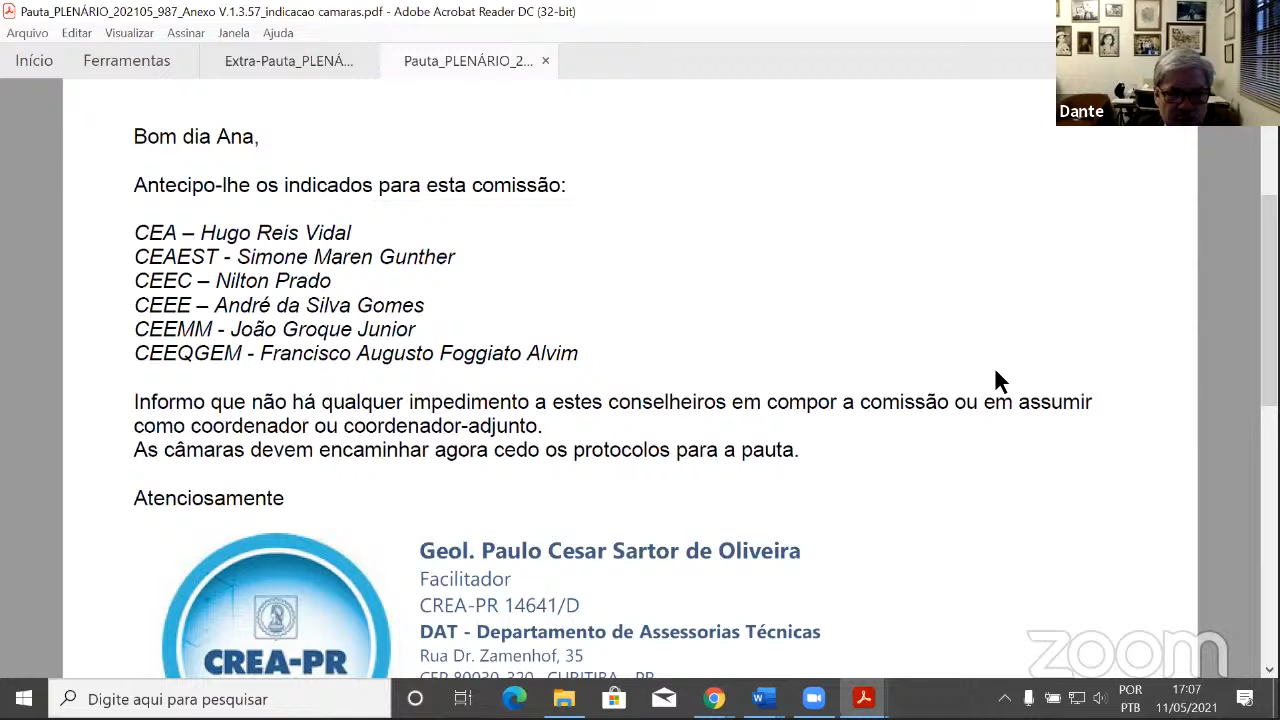 Pauta_PLENÁRIO_202105_987_Anexo V.1.3.57_indicacao camaras.pdf - Adobe Acrobat Reader DC (32-bit)
Arquivo Editar Visualizar Assinar Janela Ajuda
Início Ferramentas Extra-Pauta_PLENÁ... Pauta_PLENÁRIO_2... ×
Dante
Bom dia Ana,
Antecipo-lhe os indicados para esta comissão:
CEA – Hugo Reis Vidal
CEAEST - Simone Maren Gunther
CEEC – Nilton Prado
CEEE – André da Silva Gomes
CEEMM - João Groque Junior
CEEQGEM - Francisco Augusto Foggiato Alvim
Informo que não há qualquer impedimento a estes conselheiros em compor a comissão ou em assumir
como coordenador ou coordenador-adjunto.
As câmaras devem encaminhar agora cedo os protocolos para a pauta.
Atenciosamente
Geol. Paulo Cesar Sartor de Oliveira
Facilitador
CREA-PR 14641/D
DAT - Departamento de Assessorias Técnicas
Rua Dr. Zamenhof, 35
CEP 80030-320 - CURITIBA - PR
CREA-PR
zoom
Digite aqui para pesquisar
POR
PTB
17:07
11/05/2021